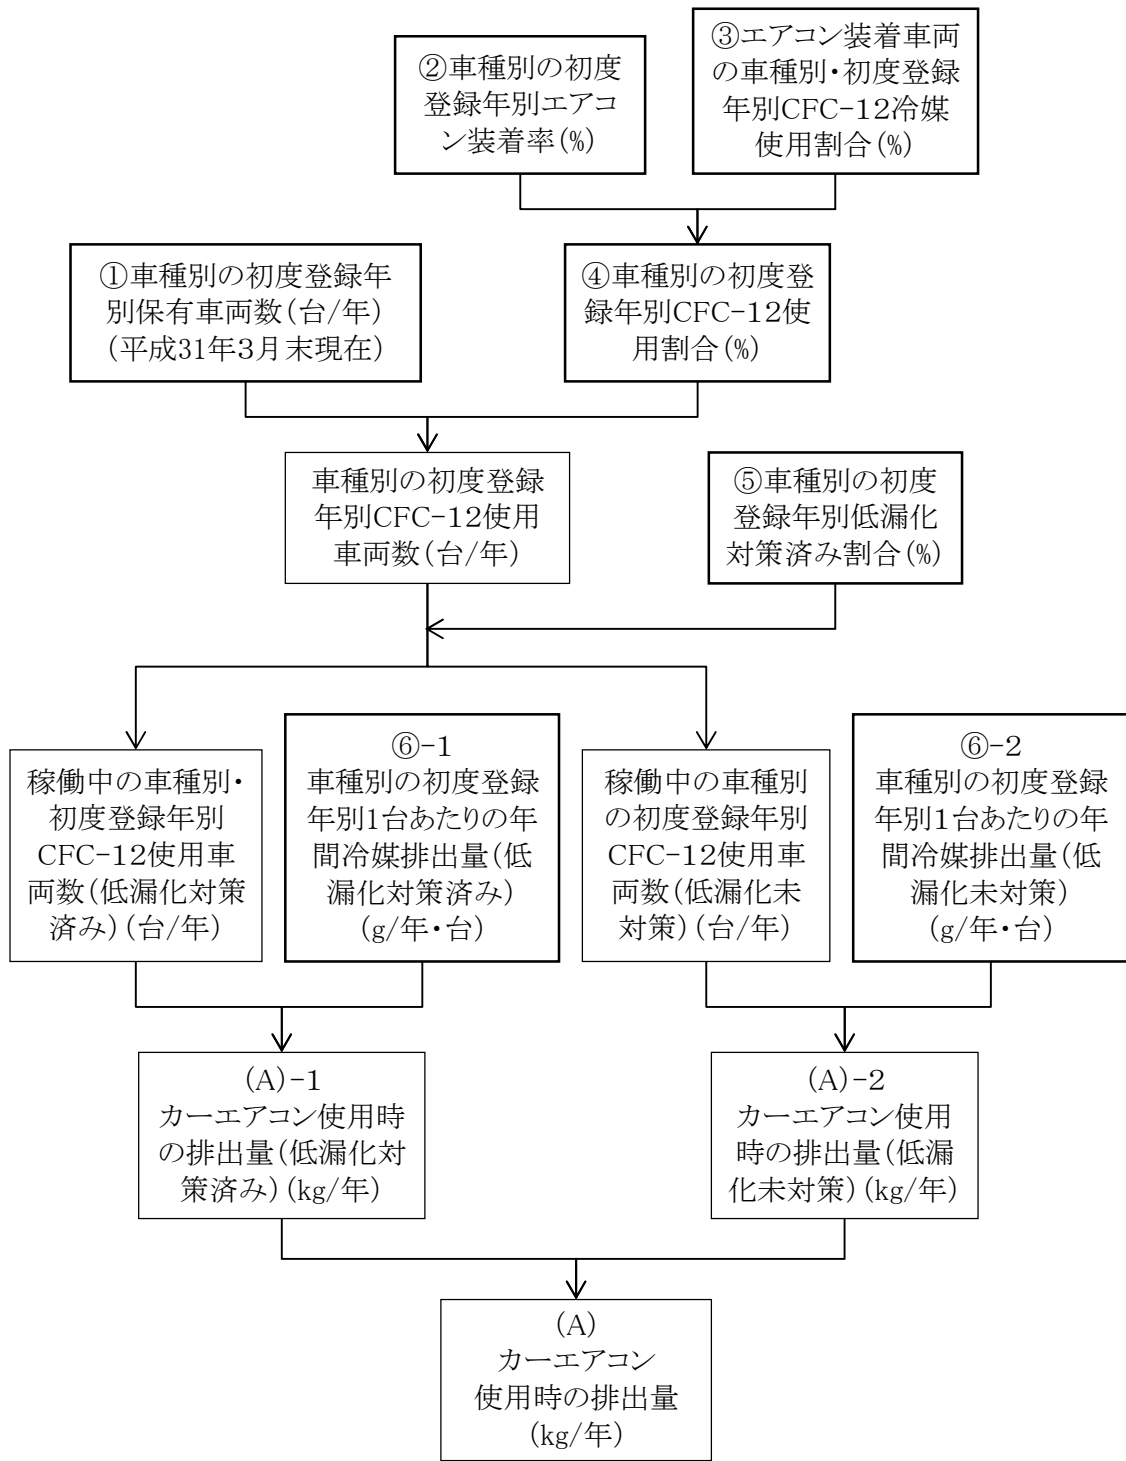 ②車種別の初度
登録年別エアコ
ン装着率(%)
③エアコン装着車両
の車種別・初度登録
年別CFC-12冷媒
使用割合(%)
①車種別の初度登録年
別保有車両数(台/年)
(平成31年3月末現在)
④車種別の初度登
録年別CFC-12使
用割合(%)
車種別の初度登録
年別CFC-12使用
車両数(台/年)
⑤車種別の初度
登録年別低漏化
対策済み割合(%)
稼働中の車種別・
初度登録年別
CFC-12使用車
両数(低漏化対策
済み)(台/年)
⑥-1
車種別の初度登録
年別1台あたりの年
間冷媒排出量(低
漏化対策済み)
(g/年・台)
稼働中の車種別
の初度登録年別
CFC-12使用車
両数(低漏化未
対策)(台/年)
⑥-2
車種別の初度登録
年別1台あたりの年
間冷媒排出量(低
漏化未対策)
(g/年・台)
(A)-1
カーエアコン使用時
の排出量(低漏化対
策済み)(kg/年)
(A)-2
カーエアコン使用
時の排出量(低漏
化未対策)(kg/年)
(A)
カーエアコン
使用時の排出量
(kg/年)